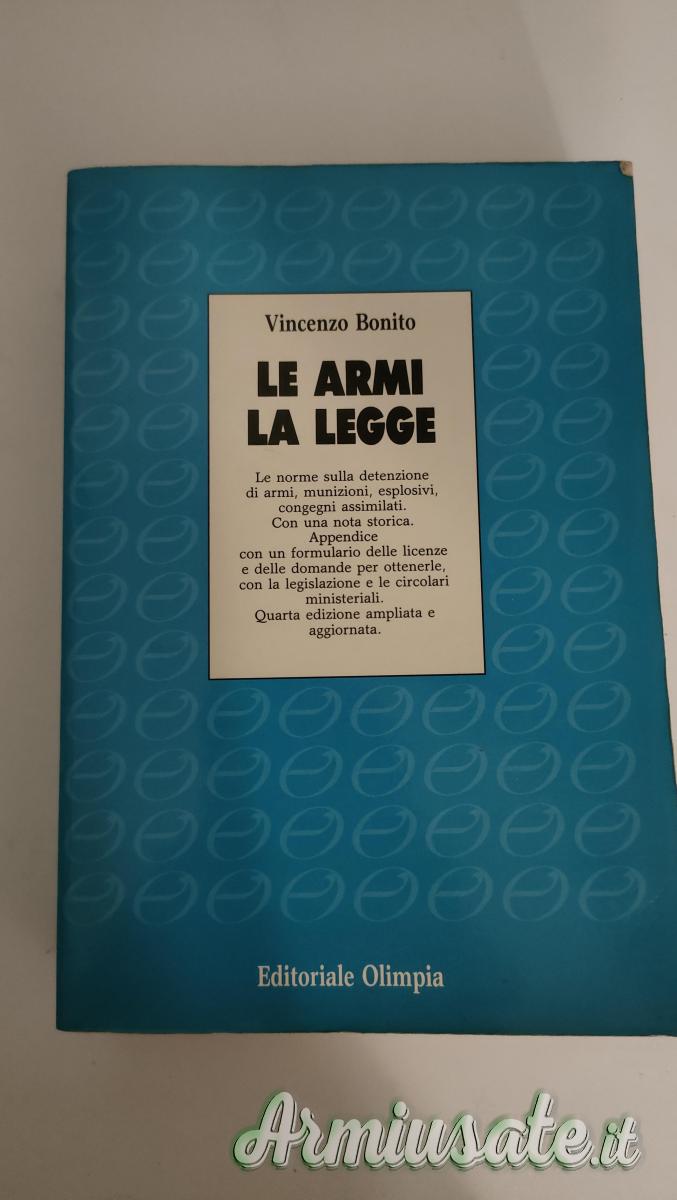 Vincenzo Bonito
LE ARMI
LA LEGGE
Le norme sulla detenzione
di armi, munizioni, esplosivi,
congegni assimilati.
Con una nota storica.
Appendice
con un formulario delle licenze
e delle domande per ottenerle,
con la legislazione e le circolari
ministeriali.
Quarta edizione ampliata e
aggiornata.
Editoriale Olimpia
Armiusate.it